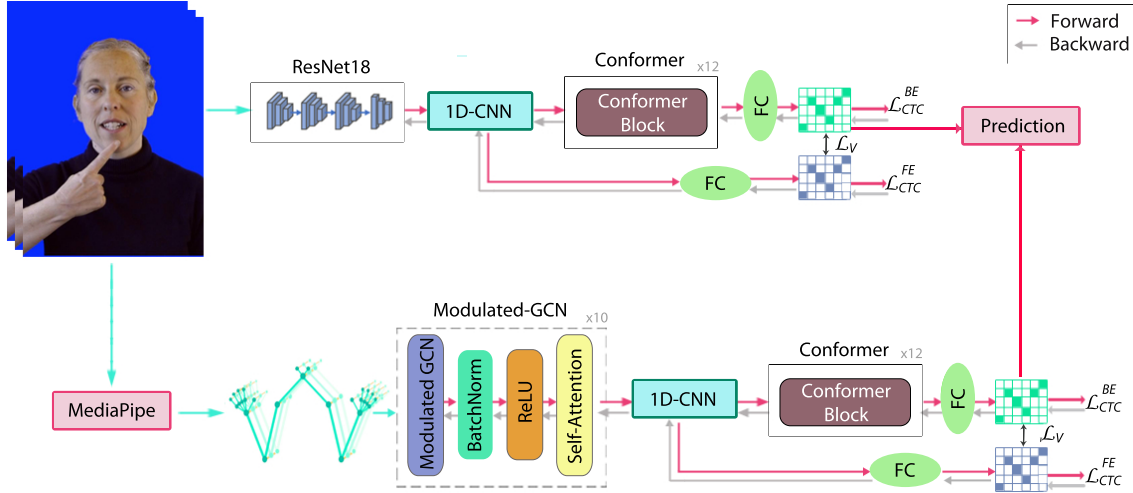 Forward
Backward
ResNet18
Conformer
x12
1D-CNN
Conformer
Block
FC
L_CTC^BE
L_V
Prediction
FC
L_CTC^FE
Modulated-GCN
x10
Modulated GCN
BatchNorm
ReLU
Self-Attention
MediaPipe
1D-CNN
Conformer
x12
Conformer
Block
FC
L_CTC^BE
L_V
FC
L_CTC^FE